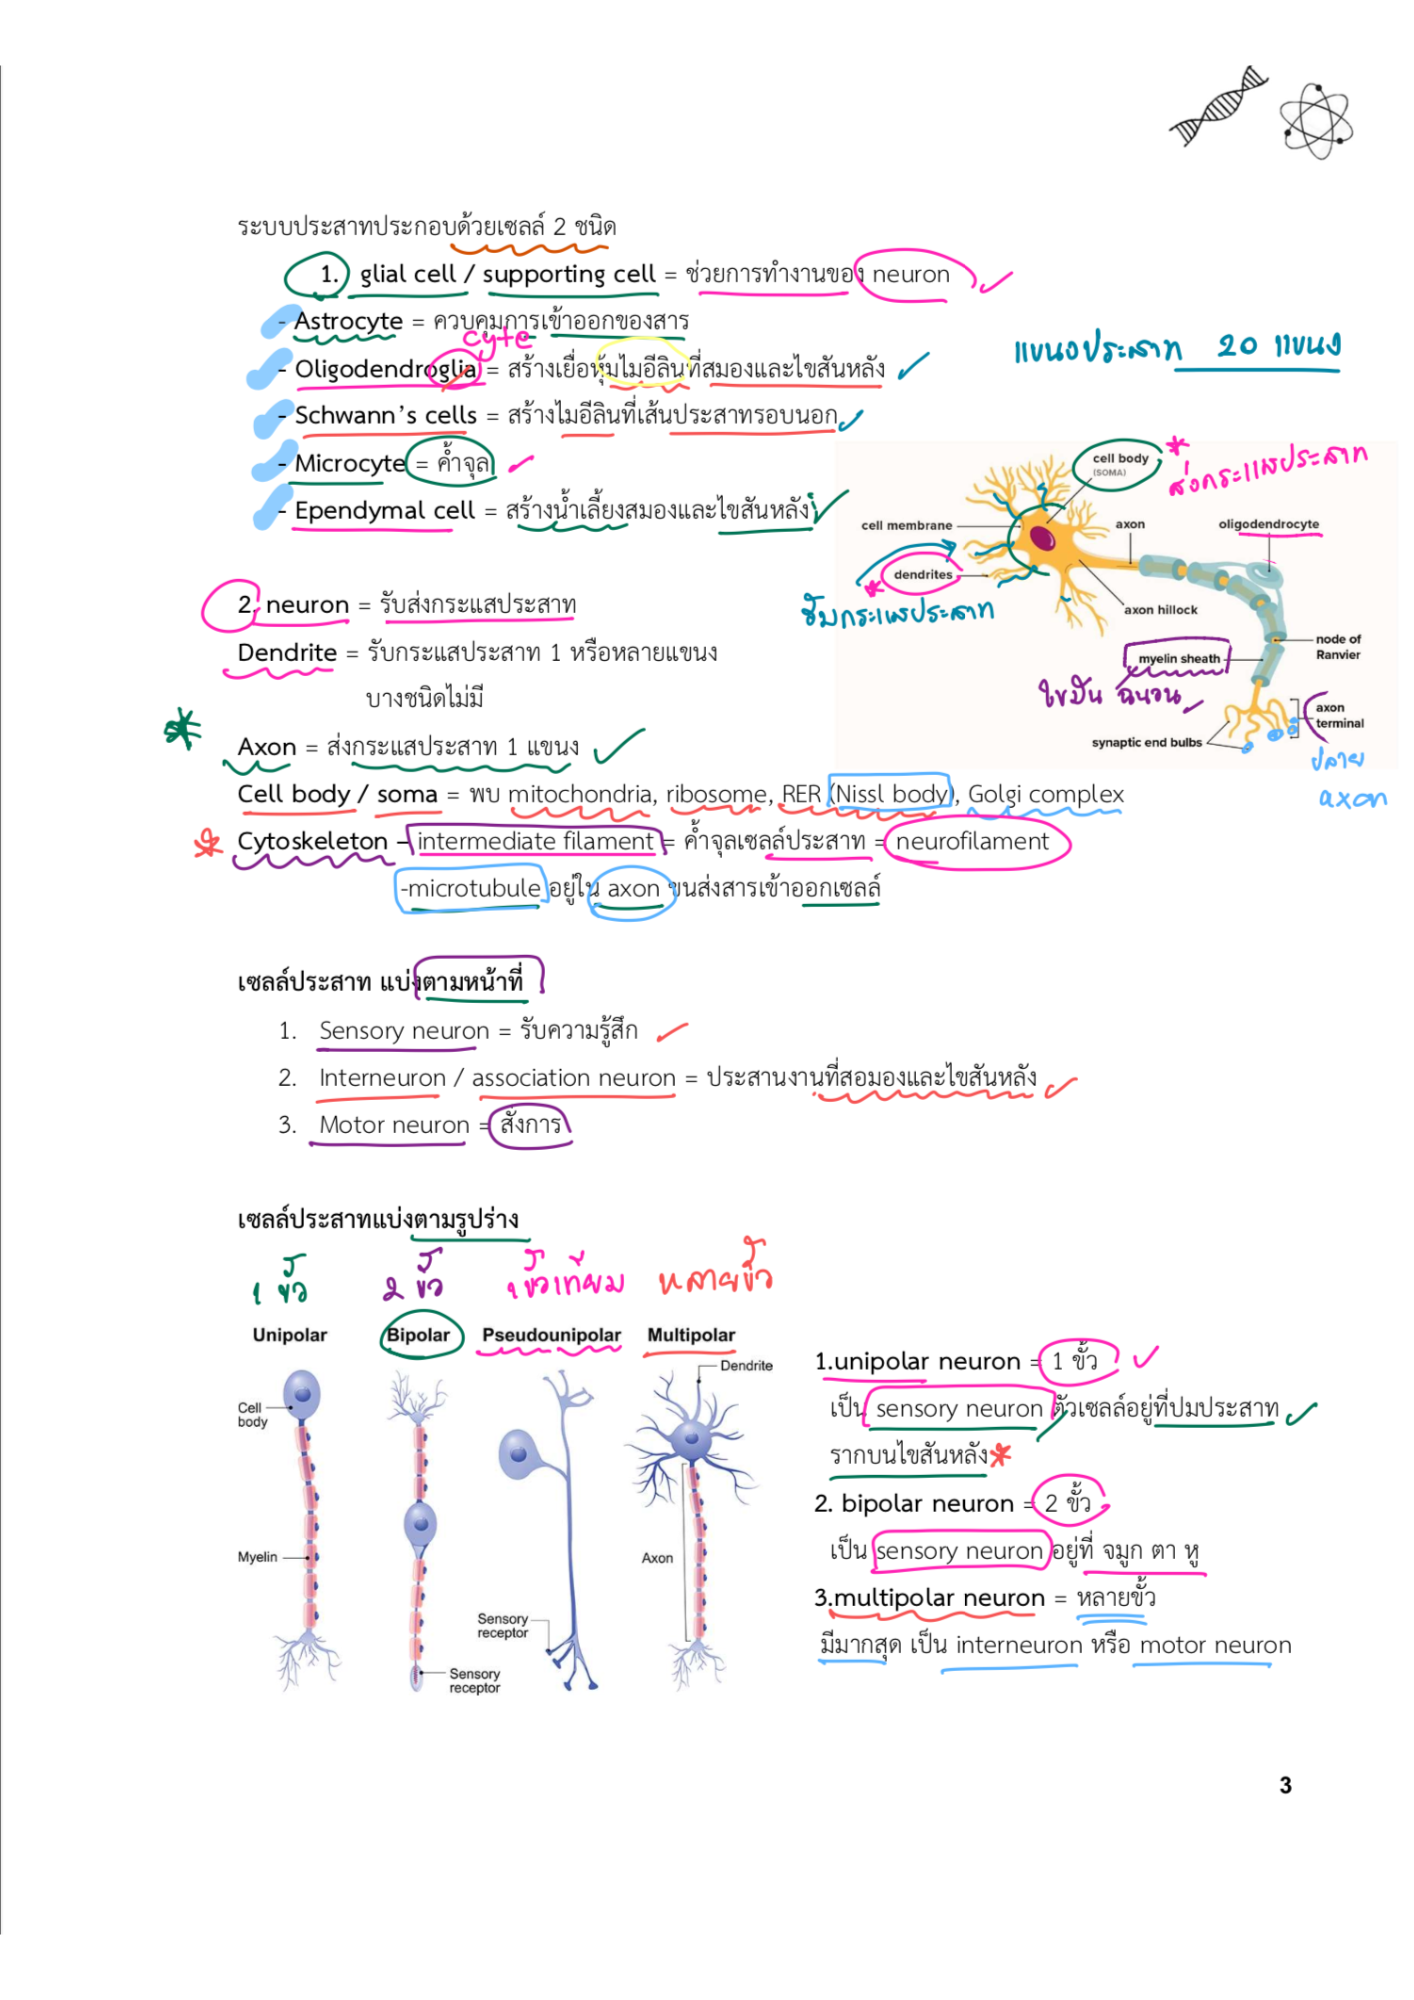 ระบบประสาทประกอบด้วยเซลล์ 2 ชนิด
1. glial cell / supporting cell = ช่วยการทำงานของ neuron
- Astrocyte = ควบคุมการเข้าออกของสาร
cyte
- Oligodendroglia = สร้างเยื่อหุ้มไมอีลินที่สมองและไขสันหลัง
แขนงประสาท 20 แขนง
- Schwann's cells = สร้างไมอีลินที่เส้นประสาทรอบนอก
- Microcyte = ค้ำจุล
- Ependymal cell = สร้างน้ำเลี้ยงสมองและไขสันหลัง
cell body
(SOMA)
ส่งกระแสประสาท
cell membrane
axon
oligodendrocyte
dendrites
axon hillock
รับกระแสประสาท
node of
Ranvier
myelin sheath
ไขมัน ฉนวน
axon
terminal
synaptic end bulbs
ปลาย
axon
2. neuron = รับส่งกระแสประสาท
Dendrite = รับกระแสประสาท 1 หรือหลายแขนง
บางชนิดไม่มี
Axon = ส่งกระแสประสาท 1 แขนง
Cell body / soma = พบ mitochondria, ribosome, RER (Nissl body), Golgi complex
Cytoskeleton – intermediate filament = ค้ำจุลเซลล์ประสาท = neurofilament
-microtubule อยู่ใน axon ขนส่งสารเข้าออกเซลล์
เซลล์ประสาท แบ่งตามหน้าที่
1. Sensory neuron = รับความรู้สึก
2. Interneuron / association neuron = ประสานงานที่สอมองและไขสันหลัง
3. Motor neuron = สั่งการ
เซลล์ประสาทแบ่งตามรูปร่าง
1 ขั้ว
2 ขั้ว
1 ขั้วเทียม
หลายขั้ว
Unipolar
Bipolar
Pseudounipolar
Multipolar
Dendrite
Cell
body
Myelin
Axon
Sensory
receptor
Sensory
receptor
1.unipolar neuron = 1 ขั้ว
เป็น sensory neuron ตัวเซลล์อยู่ที่ปมประสาท
รากบนไขสันหลัง
2. bipolar neuron = 2 ขั้ว
เป็น sensory neuron อยู่ที่ จมูก ตา หู
3.multipolar neuron = หลายขั้ว
มีมากสุด เป็น interneuron หรือ motor neuron
3